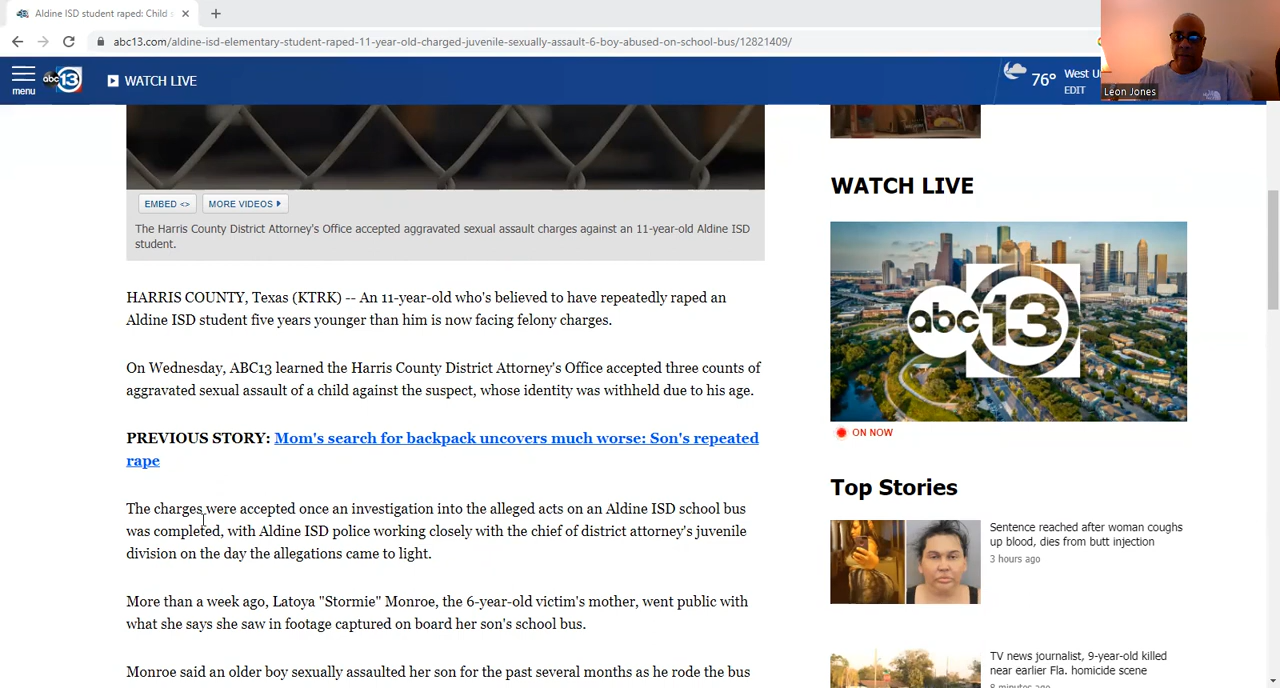 Aldine ISD student raped: Child s
abc13.com/aldine-isd-elementary-student-raped-11-year-old-charged-juvenile-sexually-assault-6-boy-abused-on-school-bus/12821409/
menu
abc13
WATCH LIVE
76°
West U
EDIT
Leon Jones
EMBED <>
MORE VIDEOS
The Harris County District Attorney's Office accepted aggravated sexual assault charges against an 11-year-old Aldine ISD
student.
HARRIS COUNTY, Texas (KTRK) -- An 11-year-old who's believed to have repeatedly raped an
Aldine ISD student five years younger than him is now facing felony charges.
On Wednesday, ABC13 learned the Harris County District Attorney's Office accepted three counts of
aggravated sexual assault of a child against the suspect, whose identity was withheld due to his age.
PREVIOUS STORY: Mom's search for backpack uncovers much worse: Son's repeated
rape
The charges were accepted once an investigation into the alleged acts on an Aldine ISD school bus
was completed, with Aldine ISD police working closely with the chief of district attorney's juvenile
division on the day the allegations came to light.
More than a week ago, Latoya "Stormie" Monroe, the 6-year-old victim's mother, went public with
what she says she saw in footage captured on board her son's school bus.
Monroe said an older boy sexually assaulted her son for the past several months as he rode the bus
WATCH LIVE
abc13
ON NOW
Top Stories
Sentence reached after woman coughs
up blood, dies from butt injection
3 hours ago
TV news journalist, 9-year-old killed
near earlier Fla. homicide scene
8 minutes ago